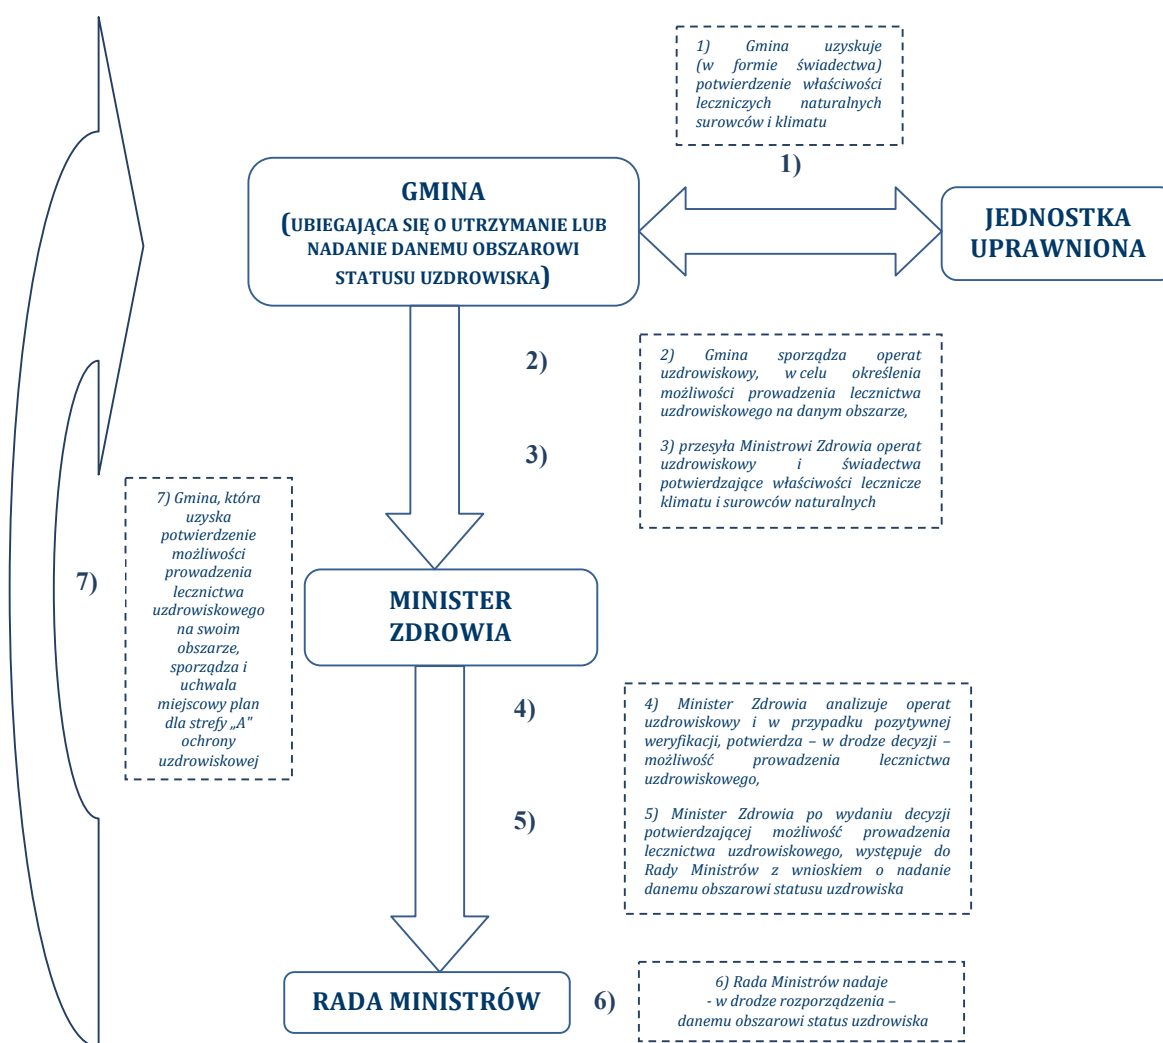 1) Gmina uzyskuje
(w formie świadectwa)
potwierdzenie właściwości
leczniczych naturalnych
surowców i klimatu
1)
GMINA
(UBIEGAJĄCA SIĘ O UTRZYMANIE LUB
NADANIE DANEMU OBSZAROWI
STATUSU UZDROWISKA)
JEDNOSTKA
UPRAWNIONA
2)
2) Gmina sporządza operat
uzdrowiskowy, w celu określenia
możliwości prowadzenia lecznictwa
uzdrowiskowego na danym obszarze,
3)
3) przesyła Ministrowi Zdrowia operat
uzdrowiskowy i świadectwa
potwierdzające właściwości lecznicze
klimatu i surowców naturalnych
7)
7) Gmina, która
uzyska
potwierdzenie
możliwości
prowadzenia
lecznictwa
uzdrowiskowego
na swoim
obszarze,
sporządza i
uchwala
miejscowy plan
dla strefy „A"
ochrony
uzdrowiskowej
MINISTER
ZDROWIA
4)
4) Minister Zdrowia analizuje operat
uzdrowiskowy i w przypadku pozytywnej
weryfikacji, potwierdza – w drodze decyzji –
możliwość prowadzenia lecznictwa
uzdrowiskowego,
5)
5) Minister Zdrowia po wydaniu decyzji
potwierdzającej możliwość prowadzenia
lecznictwa uzdrowiskowego, występuje do
Rady Ministrów z wnioskiem o nadanie
danemu obszarowi statusu uzdrowiska
RADA MINISTRÓW
6)
6) Rada Ministrów nadaje
- w drodze rozporządzenia –
danemu obszarowi status uzdrowiska